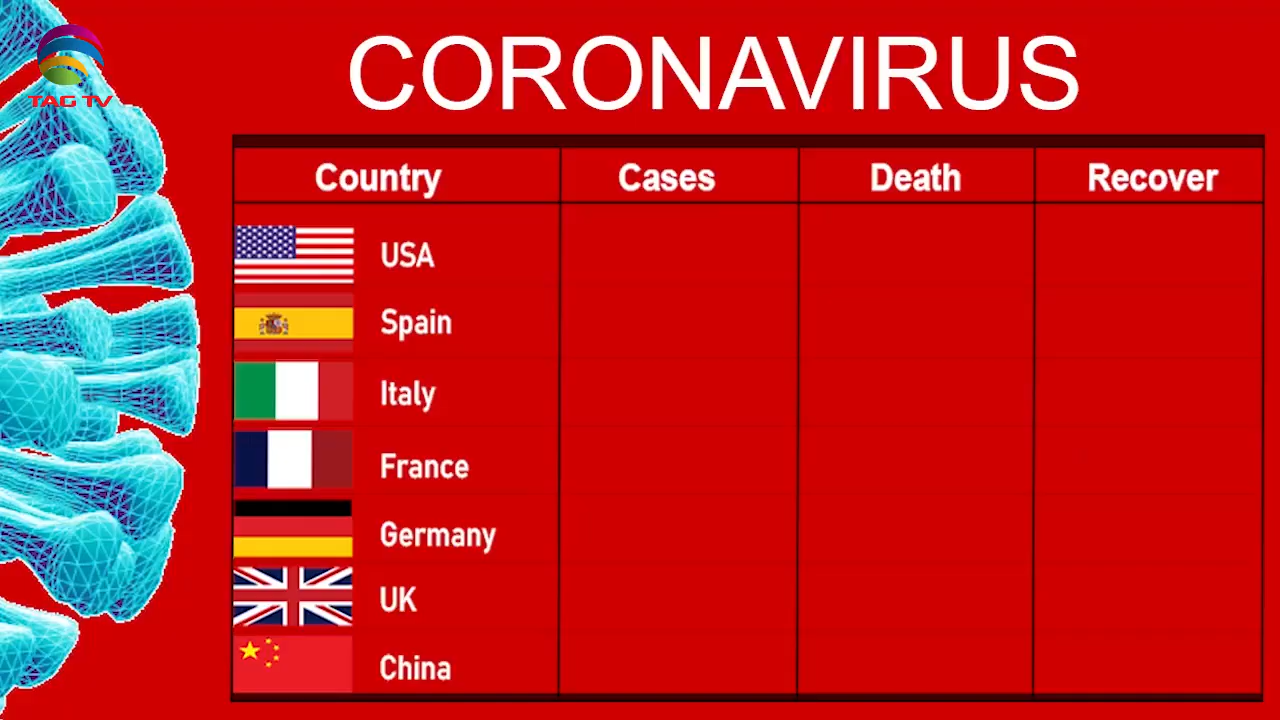 TAG TV
CORONAVIRUS
Country Cases Death Recover
USA
Spain
Italy
France
Germany
UK
China